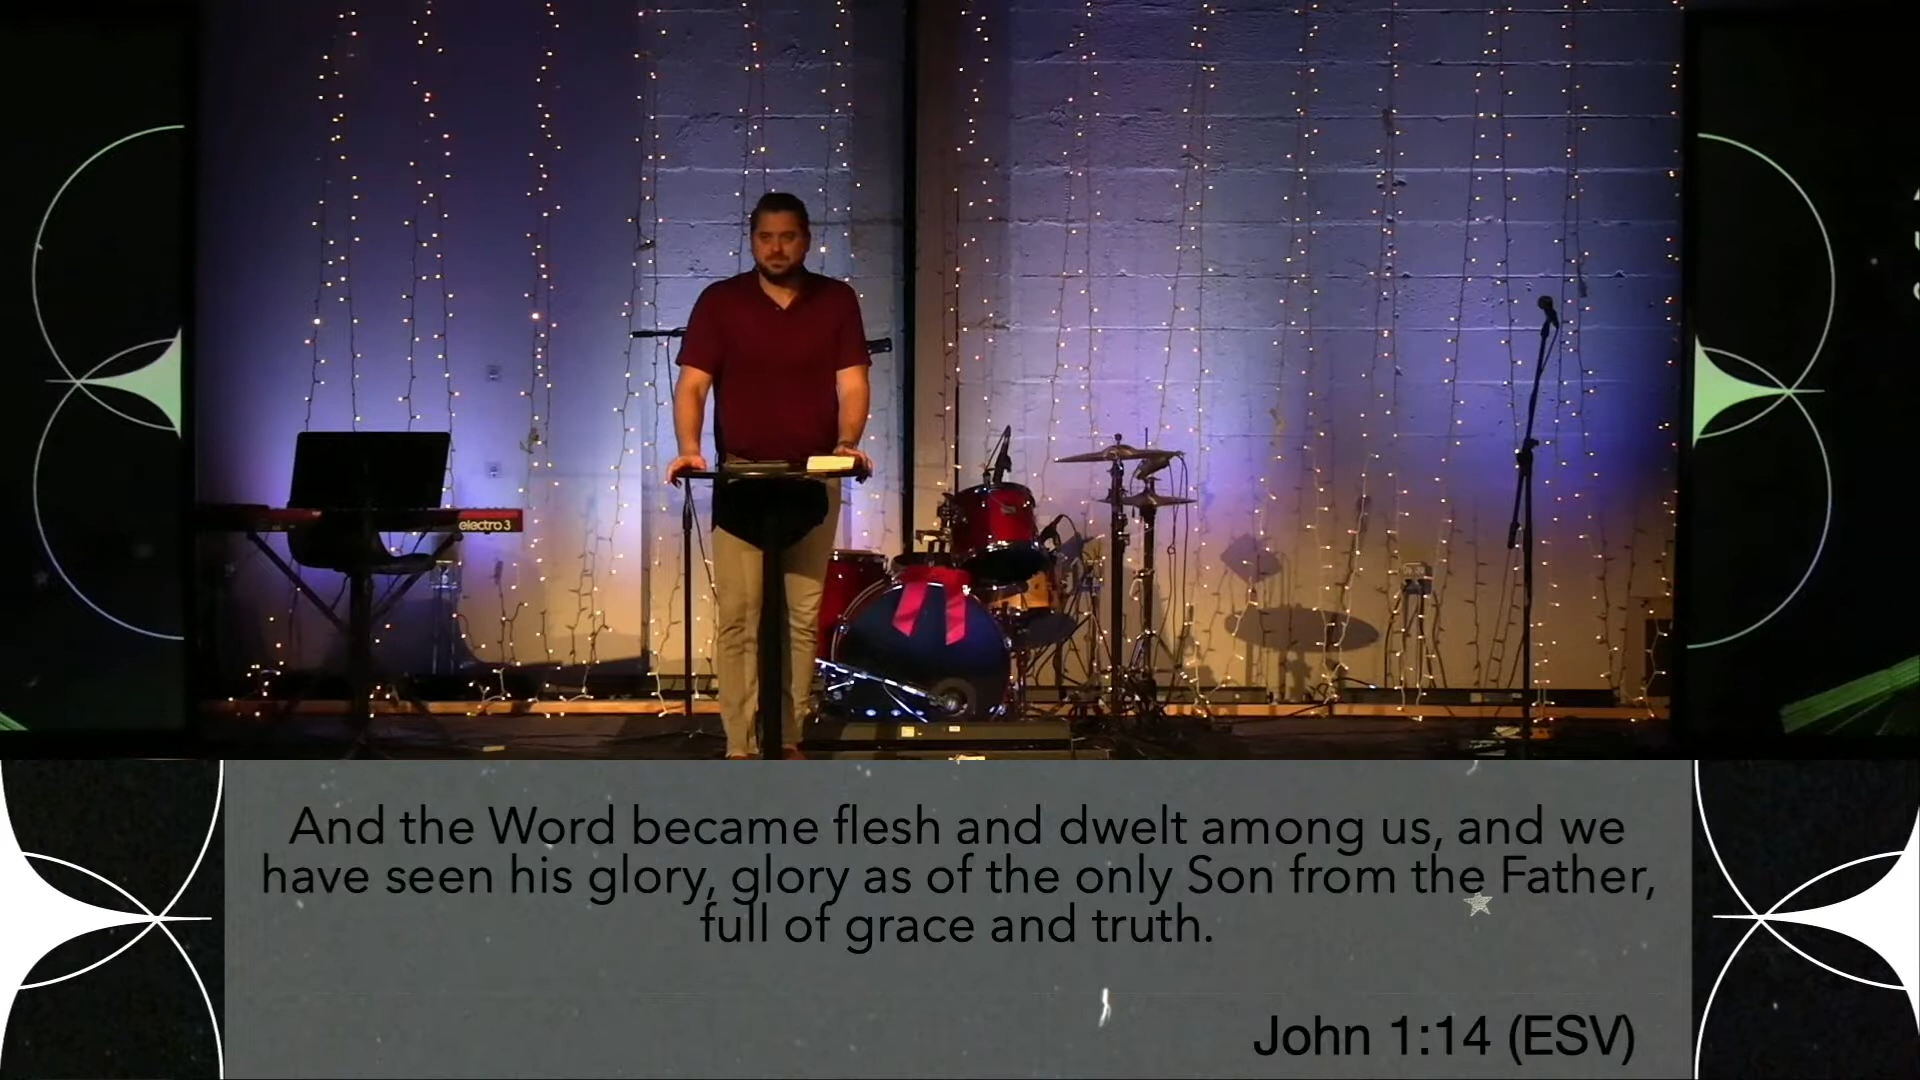 electro 3
And the Word became flesh and dwelt among us, and we
have seen his glory, glory as of the only Son from the Father,
full of grace and truth.
John 1:14 (ESV)